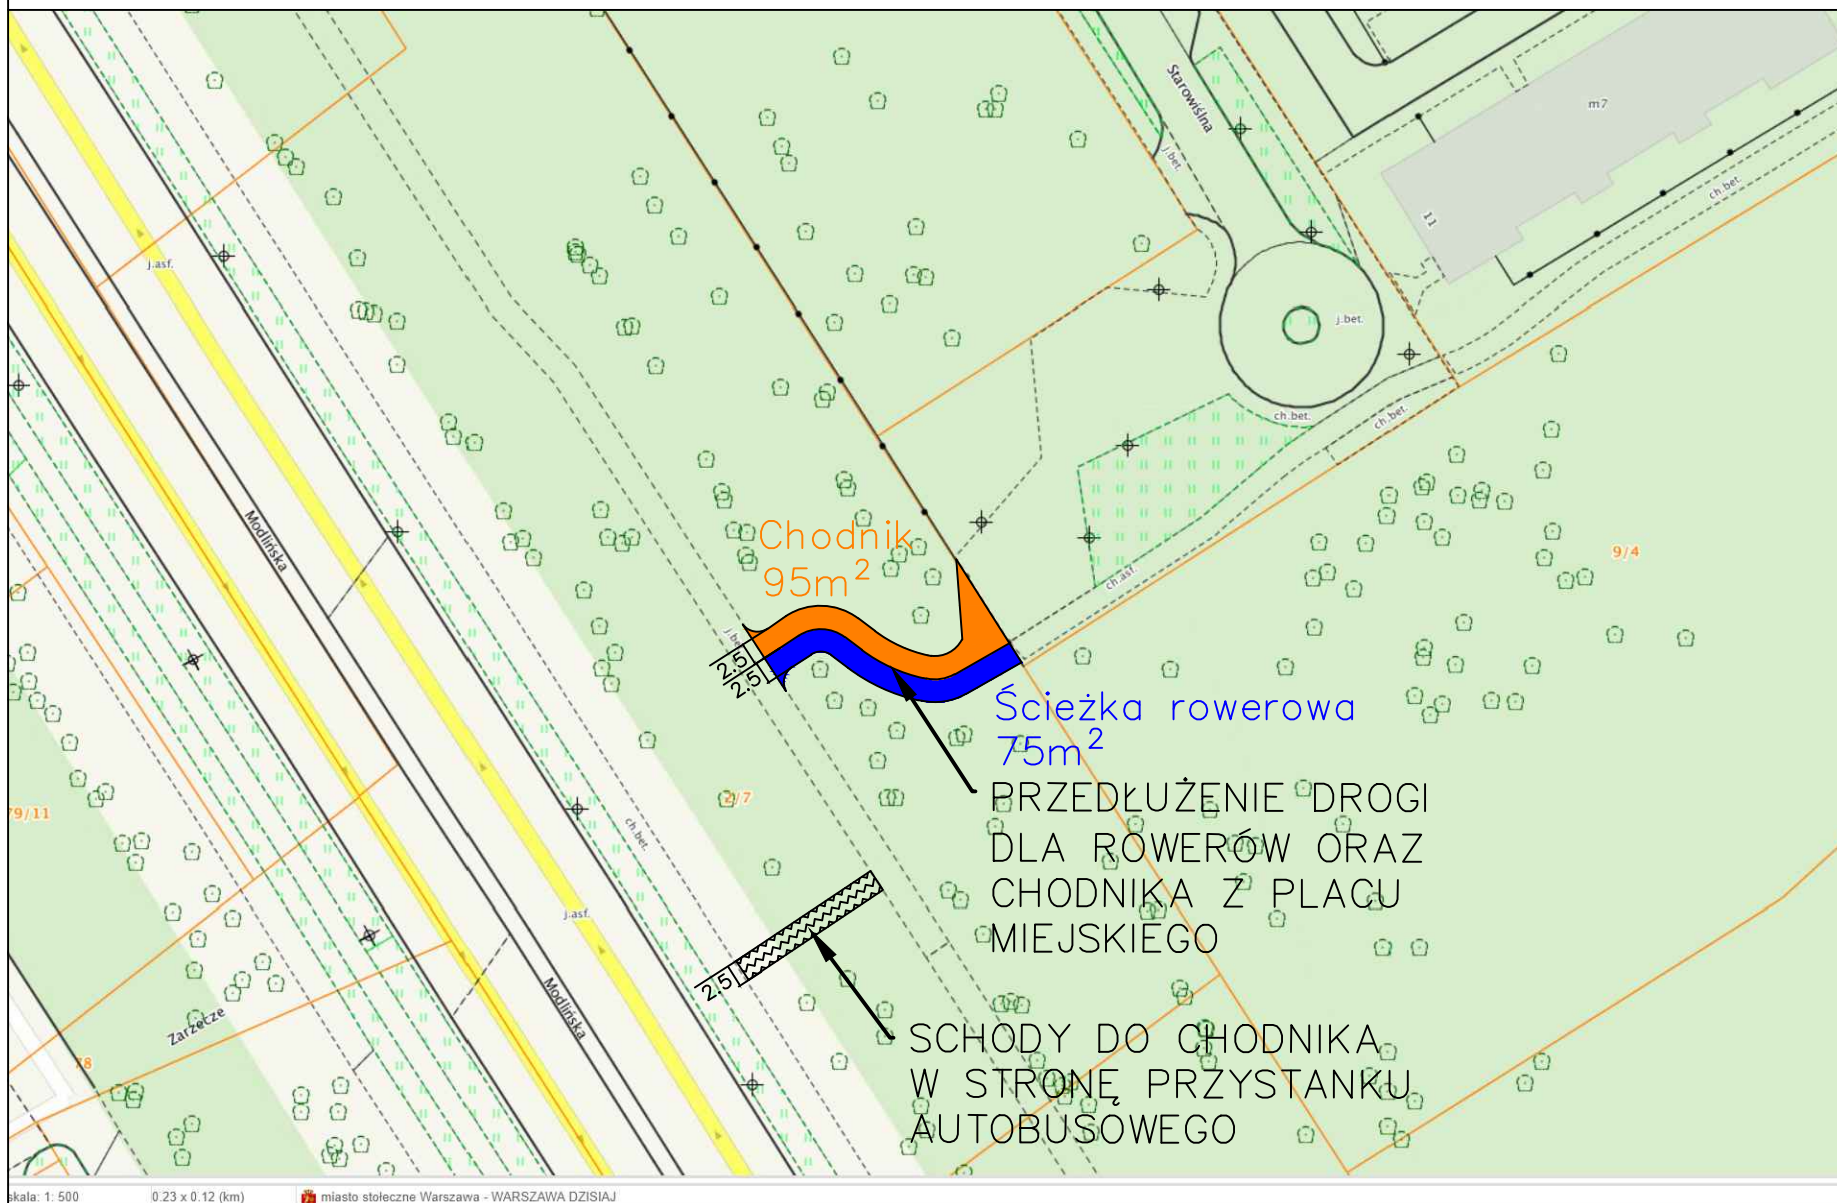 Starowiślna
m7
j.bet.
ch.bet.
11
j.asf.
j.bet.
ch.bet.
ch.bet.
Modlińska
Chodnik
95m²
9/4
ch.asf.
2.5
2.5
Ścieżka rowerowa
75m²
PRZEDŁUŻENIE DROGI
DLA ROWERÓW ORAZ
CHODNIKA Z PLACU
MIEJSKIEGO
2/7
79/11
ch.bet.
j.asf.
2.5
Modlińska
Zarzecze
78
SCHODY DO CHODNIKA
W STRONĘ PRZYSTANKU
AUTOBUSOWEGO
skala: 1: 500
0.23 x 0.12 (km)
miasto stołeczne Warszawa - WARSZAWA DZISIAJ